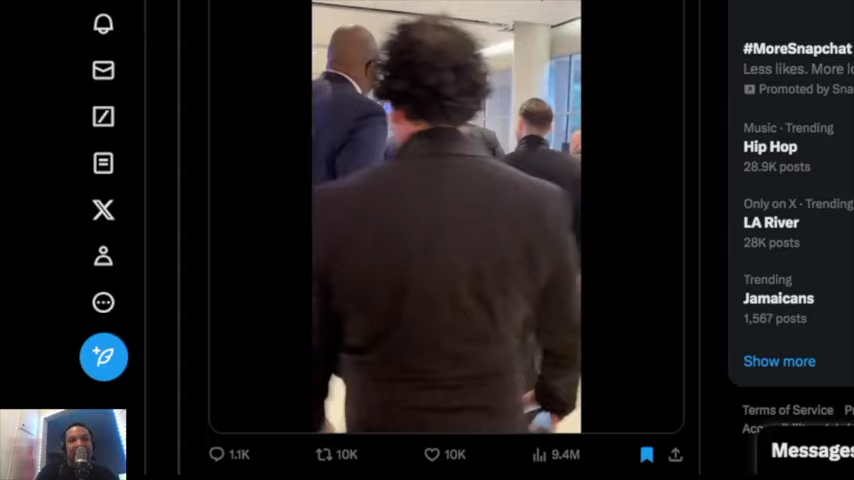 #MoreSnapchat
Less likes. More
Promoted by Sna
Music · Trending
Hip Hop
28.9K posts
Only on X · Trending
LA River
28K posts
Trending
Jamaicans
1,567 posts
Show more
Terms of Service
Messages
1.1K
10K
10K
9.4M